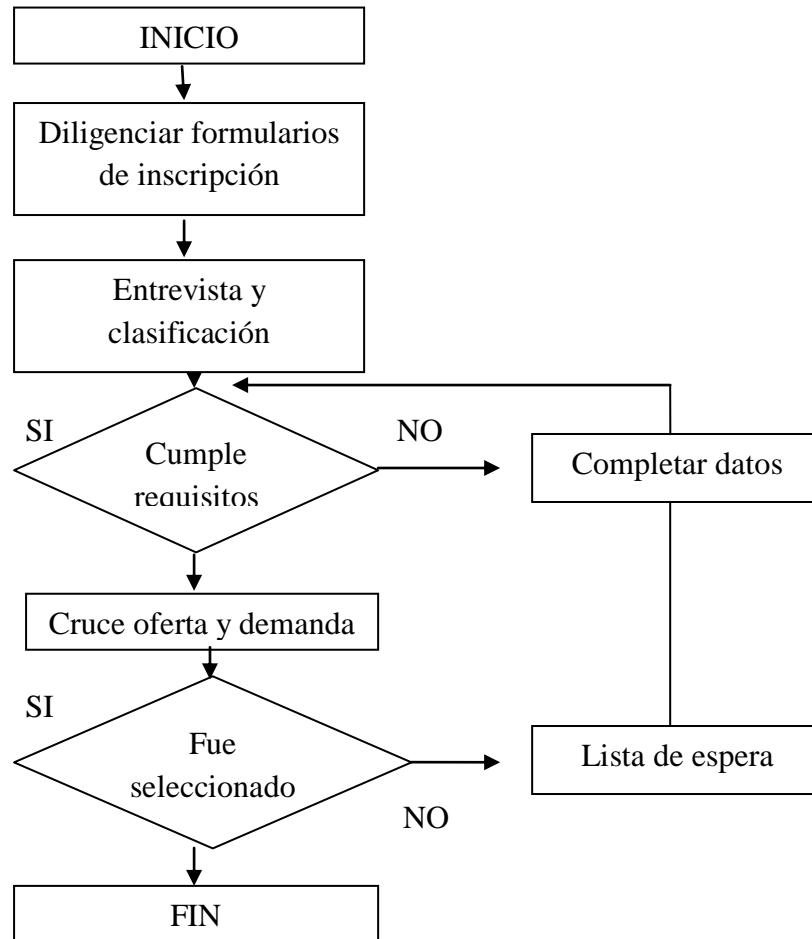 INICIO
Diligenciar formularios
de inscripción
Entrevista y
clasificación
SI
NO
Cumple
requisitos
Completar datos
Cruce oferta y demanda
SI
Fue
seleccionado
NO
Lista de espera
FIN